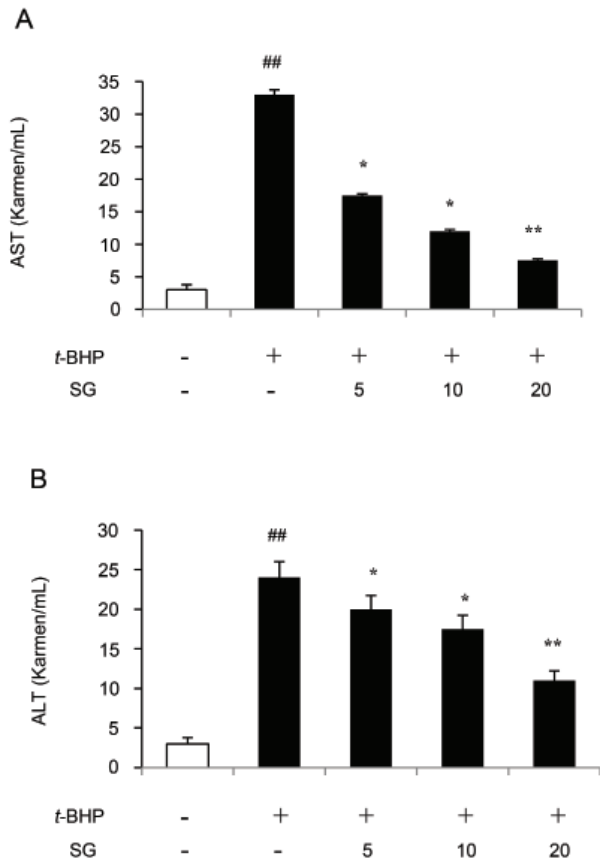 A
##
35
30
25
20
15
10
5
0
AST (Karmen/mL)
*
*
**
t-BHP - + + + +
SG - - 5 10 20
B
##
30
25
20
15
10
5
0
ALT (Karmen/mL)
*
*
**
t-BHP - + + + +
SG - - 5 10 20